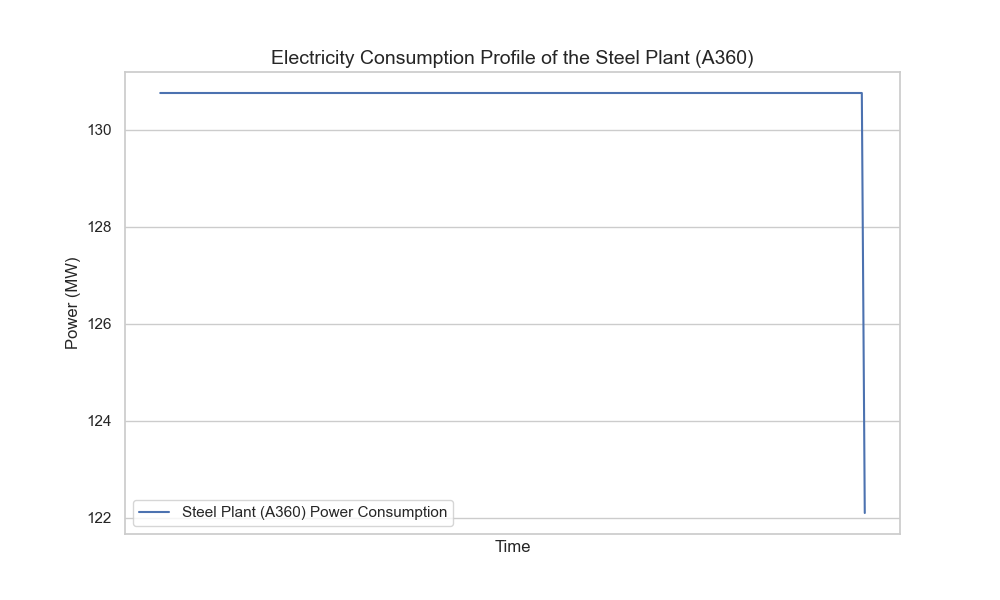 Electricity Consumption Profile of the Steel Plant (A360)
Power (MW)
130
128
126
124
122
Steel Plant (A360) Power Consumption
Time